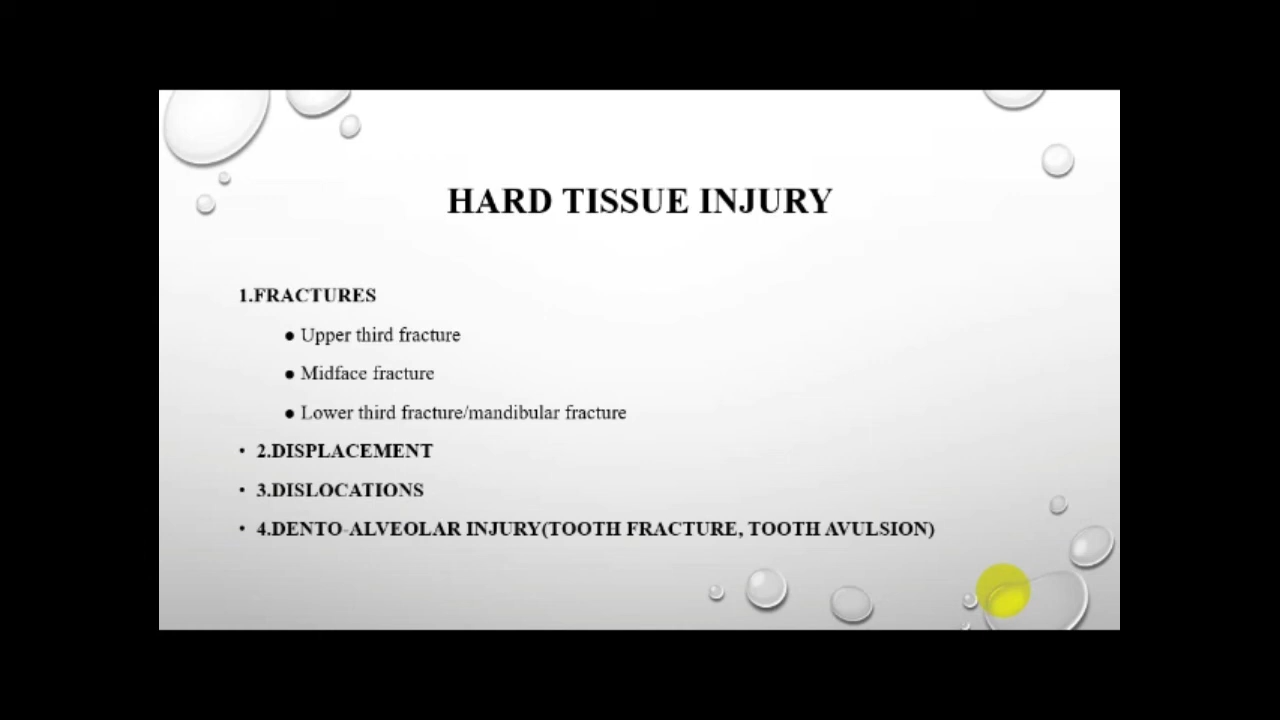 HARD TISSUE INJURY
1.FRACTURES
● Upper third fracture
● Midface fracture
● Lower third fracture/mandibular fracture
• 2.DISPLACEMENT
• 3.DISLOCATIONS
• 4.DENTO-ALVEOLAR INJURY(TOOTH FRACTURE, TOOTH AVULSION)